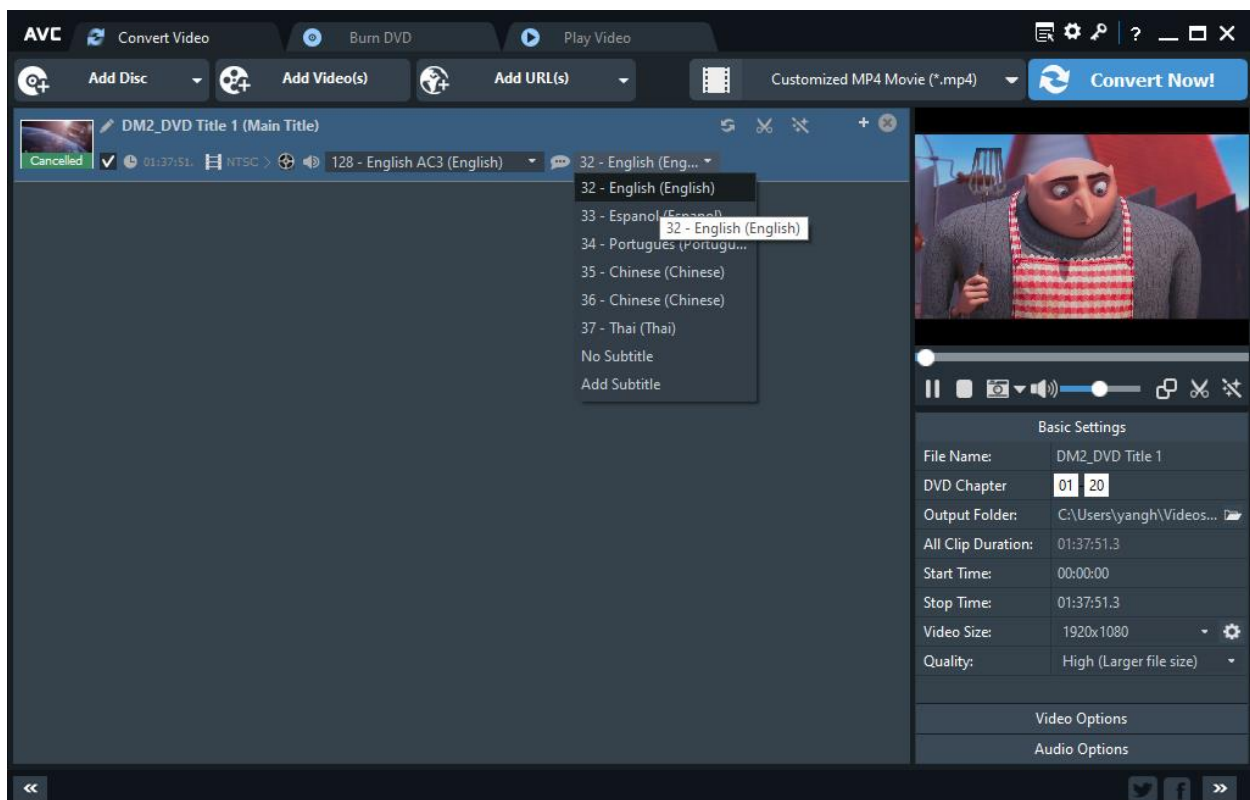 AVC Convert Video Burn DVD Play Video ?
Add Disc Add Video(s) Add URL(s) Customized MP4 Movie (*.mp4) Convert Now!
DM2_DVD Title 1 (Main Title)
Cancelled 01:37:51. NTSC 128 - English AC3 (English) 32 - English (Eng...
32 - English (English)
33 - Espanol (Espanol)
32 - English (English)
34 - Portugues (Portugu...
35 - Chinese (Chinese)
36 - Chinese (Chinese)
37 - Thai (Thai)
No Subtitle
Add Subtitle
Basic Settings
File Name: DM2_DVD Title 1
DVD Chapter 01 - 20
Output Folder: C:\Users\yangh\Videos...
All Clip Duration: 01:37:51.3
Start Time: 00:00:00
Stop Time: 01:37:51.3
Video Size: 1920x1080
Quality: High (Larger file size)
Video Options
Audio Options